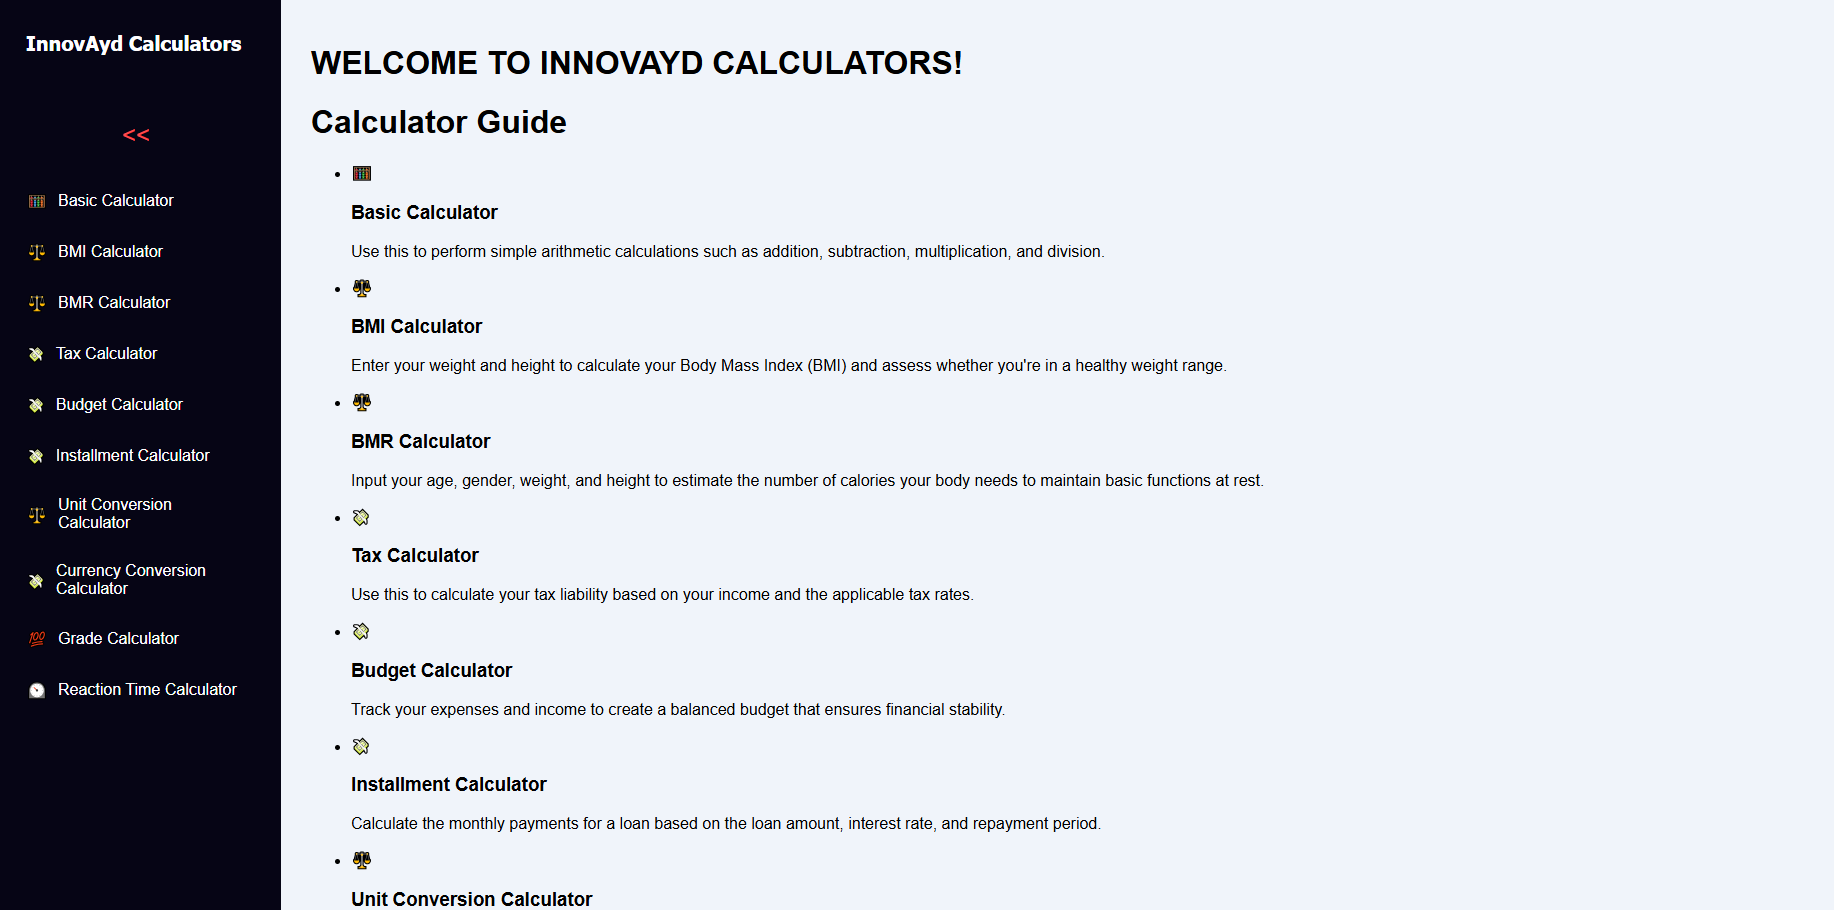 InnovAyd Calculators
<<
Basic Calculator
BMI Calculator
BMR Calculator
Tax Calculator
Budget Calculator
Installment Calculator
Unit Conversion
Calculator
Currency Conversion
Calculator
Grade Calculator
Reaction Time Calculator
WELCOME TO INNOVAYD CALCULATORS!
Calculator Guide
Basic Calculator
Use this to perform simple arithmetic calculations such as addition, subtraction, multiplication, and division.
BMI Calculator
Enter your weight and height to calculate your Body Mass Index (BMI) and assess whether you're in a healthy weight range.
BMR Calculator
Input your age, gender, weight, and height to estimate the number of calories your body needs to maintain basic functions at rest.
Tax Calculator
Use this to calculate your tax liability based on your income and the applicable tax rates.
Budget Calculator
Track your expenses and income to create a balanced budget that ensures financial stability.
Installment Calculator
Calculate the monthly payments for a loan based on the loan amount, interest rate, and repayment period.
Unit Conversion Calculator